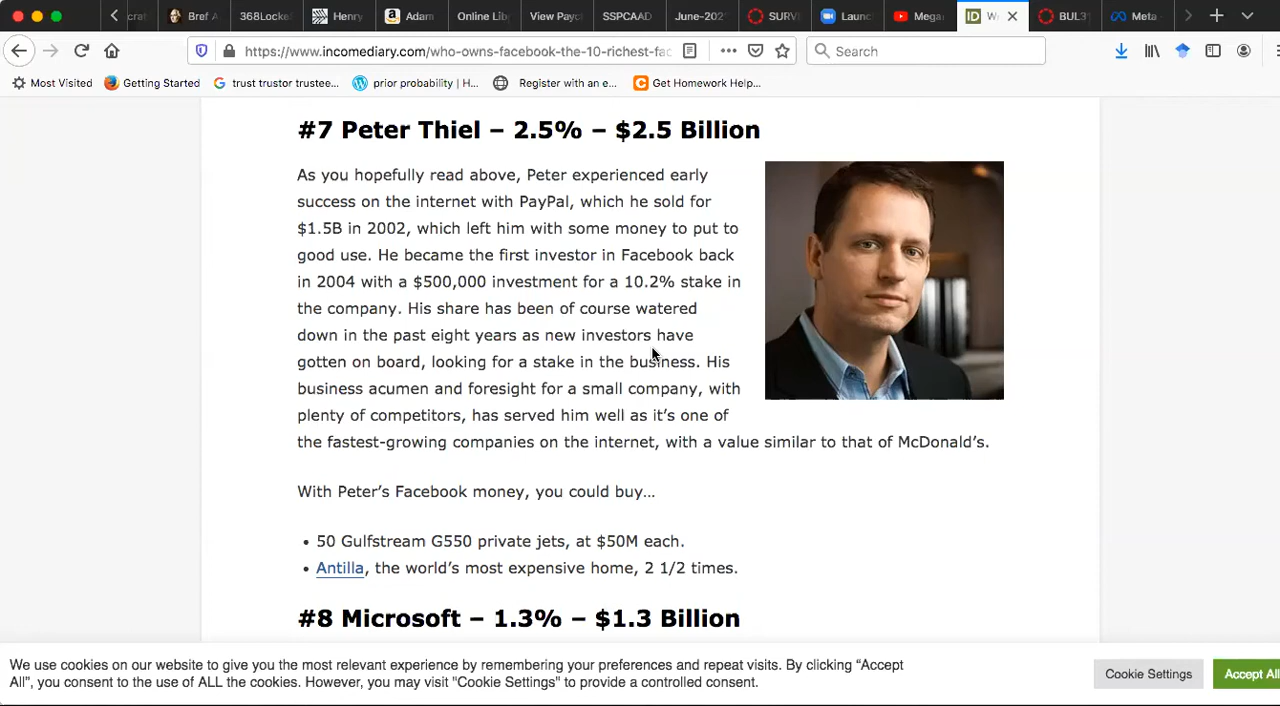 crat
Bref A
368Lock
Henry
Adam
Online Lib
View Payc
SSPCAAD
June-202
SURV
Launc
Mega
W
BUL3
Meta
https://www.incomediary.com/who-owns-facebook-the-10-richest-fac
Search
Most Visited
Getting Started
trust trustor trustee...
prior probability | H...
Register with an e...
Get Homework Help...
#7 Peter Thiel – 2.5% – $2.5 Billion
As you hopefully read above, Peter experienced early
success on the internet with PayPal, which he sold for
$1.5B in 2002, which left him with some money to put to
good use. He became the first investor in Facebook back
in 2004 with a $500,000 investment for a 10.2% stake in
the company. His share has been of course watered
down in the past eight years as new investors have
gotten on board, looking for a stake in the business. His
business acumen and foresight for a small company, with
plenty of competitors, has served him well as it’s one of
the fastest-growing companies on the internet, with a value similar to that of McDonald’s.
With Peter’s Facebook money, you could buy…
• 50 Gulfstream G550 private jets, at $50M each.
• Antilla, the world’s most expensive home, 2 1/2 times.
#8 Microsoft – 1.3% – $1.3 Billion
We use cookies on our website to give you the most relevant experience by remembering your preferences and repeat visits. By clicking “Accept
All”, you consent to the use of ALL the cookies. However, you may visit "Cookie Settings" to provide a controlled consent.
Cookie Settings
Accept All